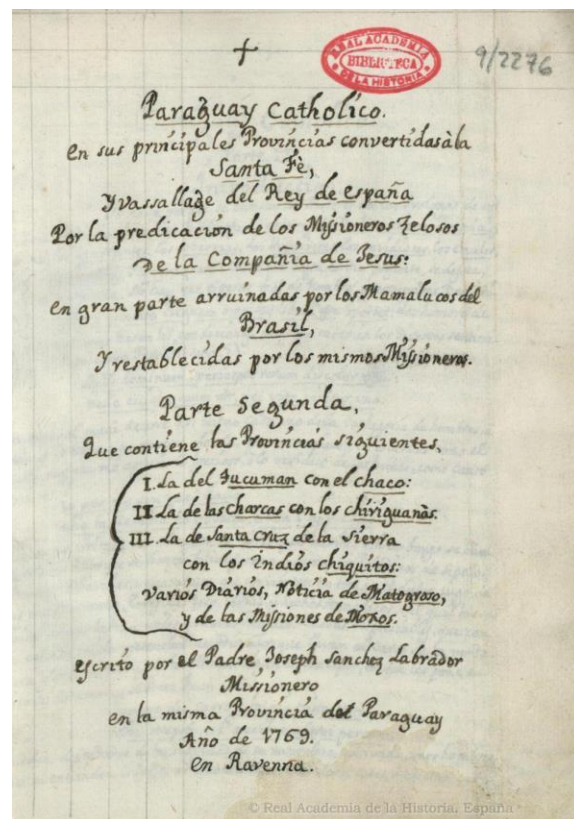 REAL ACADEMIA
BIBLIOTECA
DE LA HISTORIA
9/2276
Paraguay Catholico.
En sus principales Provincias convertidas à la
Santa Fè,
Y vassallage del Rey de España
Por la predicación de los Missioneros Zelosos
De la Compañia de Jesus:
en gran parte arruinadas por los Mamalucos del
Brasil,
Y restablecidas por los mismos Missioneros.
Parte Segunda,
Que contiene las Provincias siguientes,
I. La del Tucuman con el chaco:
II. La de las charcas con los chiriguanàs.
III. La de Santa Cruz de la Sierra
con los Indios chiquitos:
varios Diarios, Noticia de Matogroso,
y de las Missiones de Moxos.
escrito por el Padre Joseph Sanchez Labrador
Missionero
en la misma Provincia del Paraguay
Año de 1769.
en Ravenna.
© Real Academia de la Historia. España